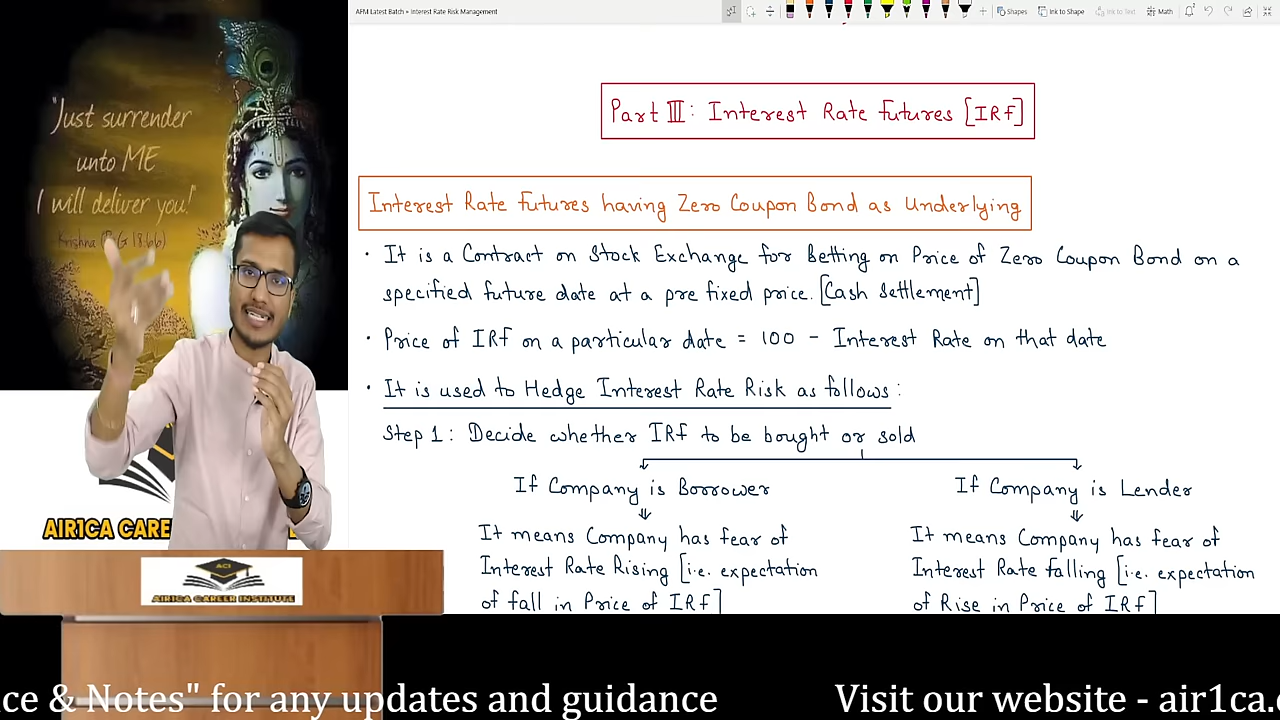 AFM Latest Batch » Interest Rate Risk Management
Shapes
Ink to Shape
Ink to Text
Math
"Just surrender
unto ME
I will deliver you!"
Part III: Interest Rate Futures [IRF]
Interest Rate Futures having Zero Coupon Bond as Underlying
• It is a Contract on Stock Exchange for Betting on Price of Zero Coupon Bond on a
specified future date at a pre fixed price. [Cash Settlement]
• Price of IRF on a particular date = 100 - Interest Rate on that date
• It is used to Hedge Interest Rate Risk as follows:
Step 1: Decide whether IRF to be bought or sold
If Company is Borrower
It means Company has fear of
Interest Rate Rising [i.e. expectation
of fall in Price of IRF]
If Company is Lender
It means Company has fear of
Interest Rate falling [i.e. expectation
of Rise in Price of IRF]
AIR1CA CARE
ACI
AIR1CA CAREER INSTITUTE
ce & Notes" for any updates and guidance
Visit our website - air1ca.